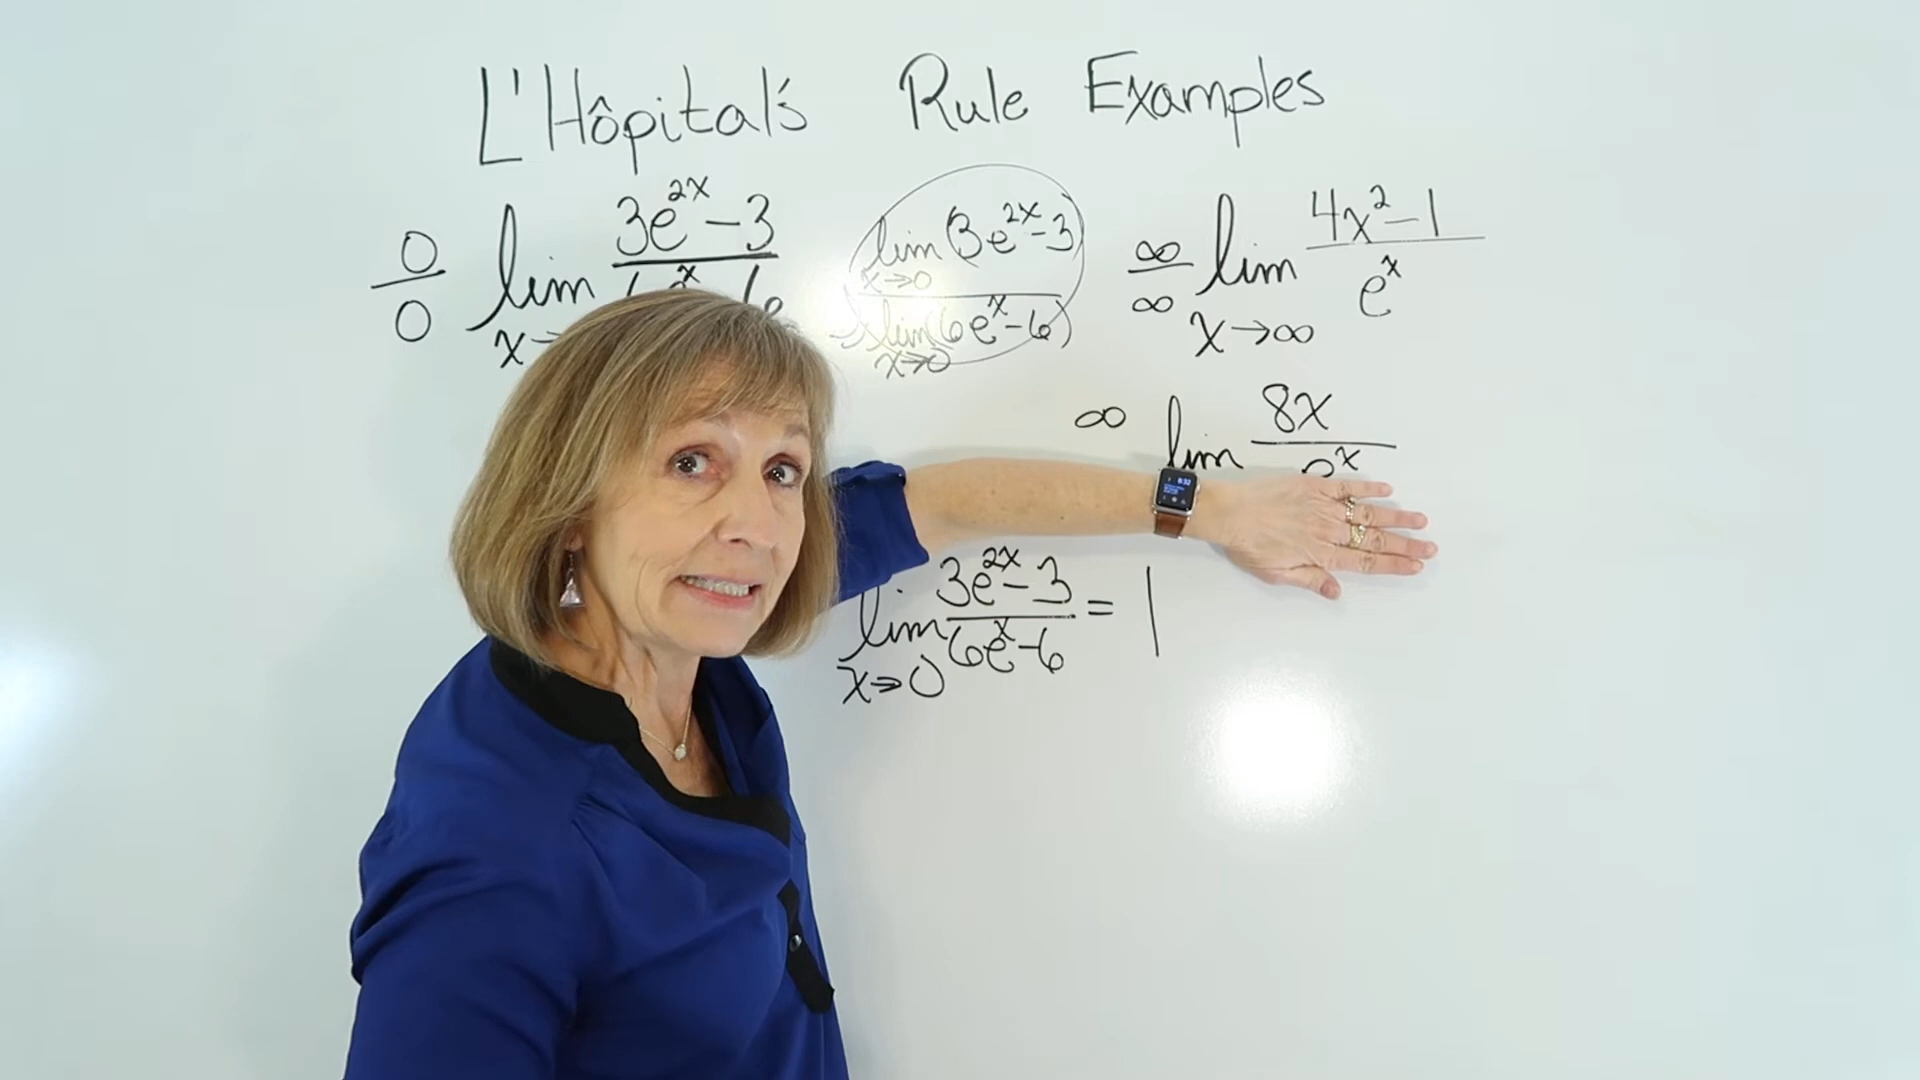 L'Hôpital's Rule Examples
0/0 lim 3e^2x - 3
x→
lim (3e^2x - 3)
x→0
lim (6e^x - 6)
x→0
∞/∞ lim (4x^2 - 1)/e^x
x→∞
∞ lim 8x
lim (3e^2x - 3)/(6e^x - 6) = 1
x→0